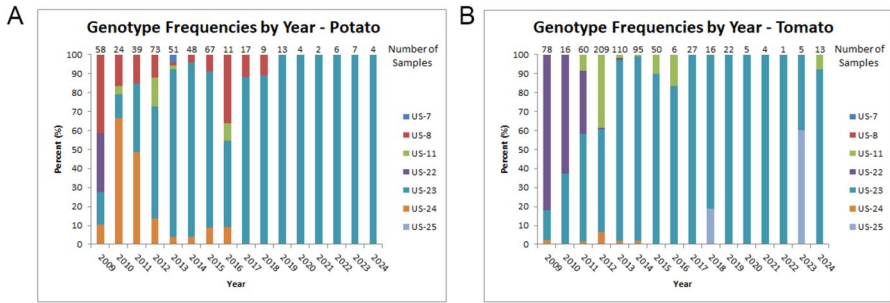 A
Genotype Frequencies by Year - Potato
58 24 39 73 51 48 67 11 17 9 13 4 2 6 7 4
Number of
Samples
100
90
80
70
60
50
40
30
20
10
0
Percent (%)
US-7
US-8
US-11
US-22
US-23
US-24
US-25
2009 2010 2011 2012 2013 2014 2015 2016 2017 2018 2019 2020 2021 2022 2023 2024
Year
B
Genotype Frequencies by Year - Tomato
78 16 60 209 110 95 50 6 27 16 22 5 4 1 5 13
Number of
Samples
100
90
80
70
60
50
40
30
20
10
0
Percent (%)
US-7
US-8
US-11
US-22
US-23
US-24
US-25
2009 2010 2011 2012 2013 2014 2015 2016 2017 2018 2019 2020 2021 2022 2023 2024
Year